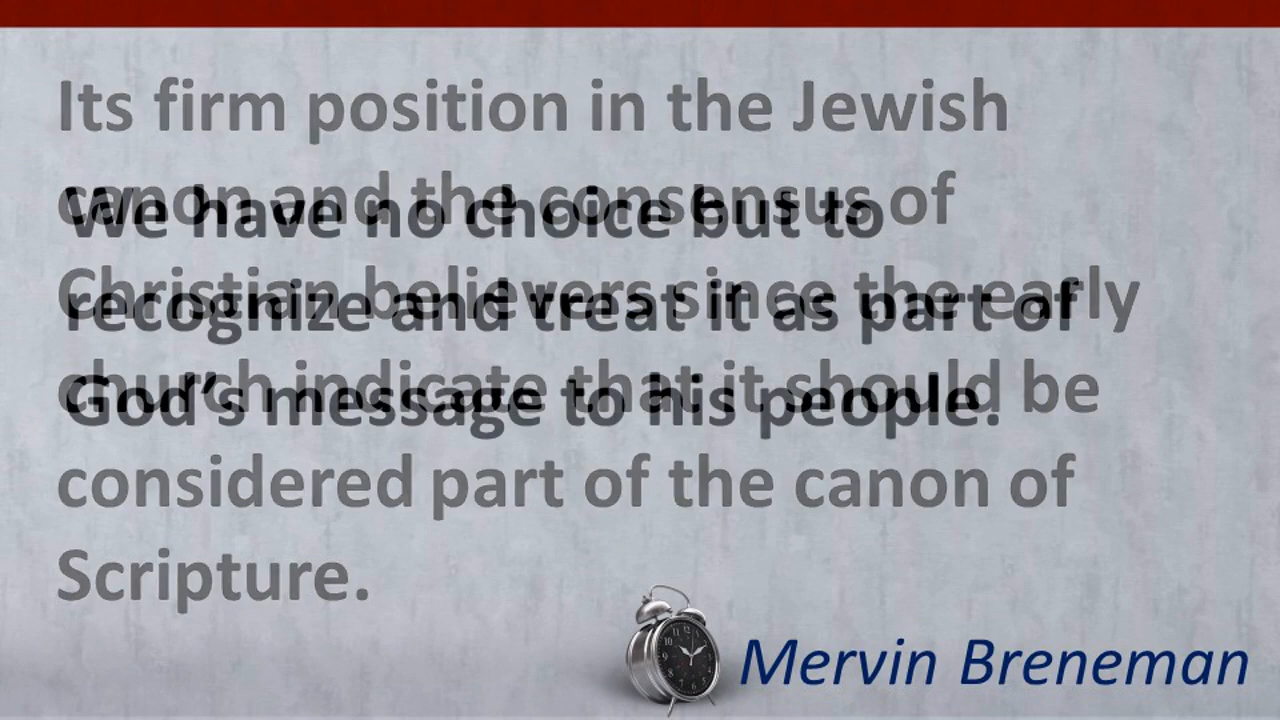 Its firm position in the Jewish
canon and the consensus of
Christian believers since the early
church indicate that it should be
considered part of the canon of
Scripture.
We have no choice but to
recognize and treat it as part of
God's message to his people.
Mervin Breneman